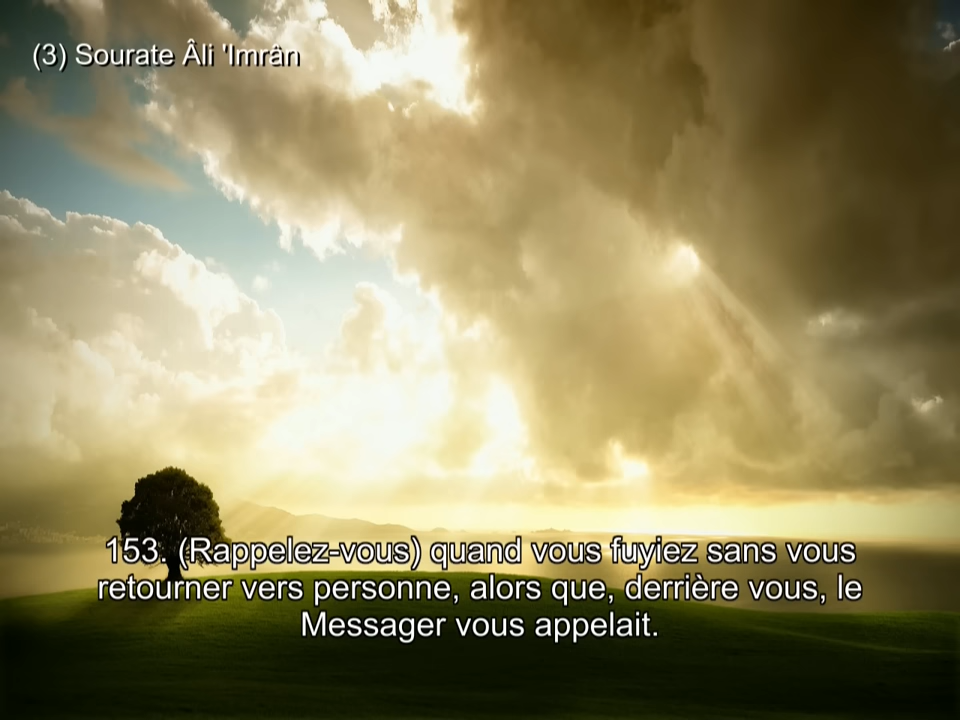 (3) Sourate Âli 'Imrân
153. (Rappelez-vous) quand vous fuyiez sans vous
retourner vers personne, alors que, derrière vous, le
Messager vous appelait.